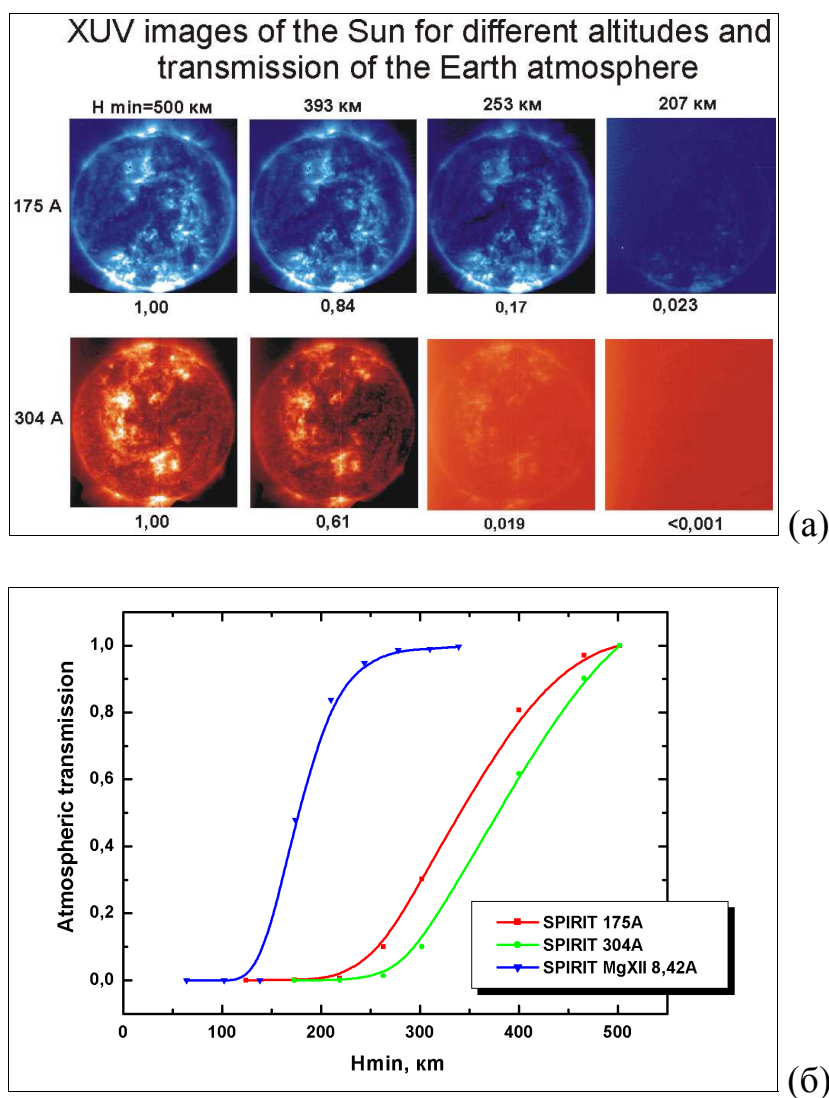 XUV images of the Sun for different altitudes and
transmission of the Earth atmosphere
H min=500 км 393 км 253 км 207 км
175 A
1,00 0,84 0,17 0,023
304 A
1,00 0,61 0,019 <0,001
(а)
Atmospheric transmission
1,0
0,8
0,6
0,4
0,2
0,0
SPIRIT 175A
SPIRIT 304A
SPIRIT MgXII 8,42A
0 100 200 300 400 500
Hmin, км
(б)